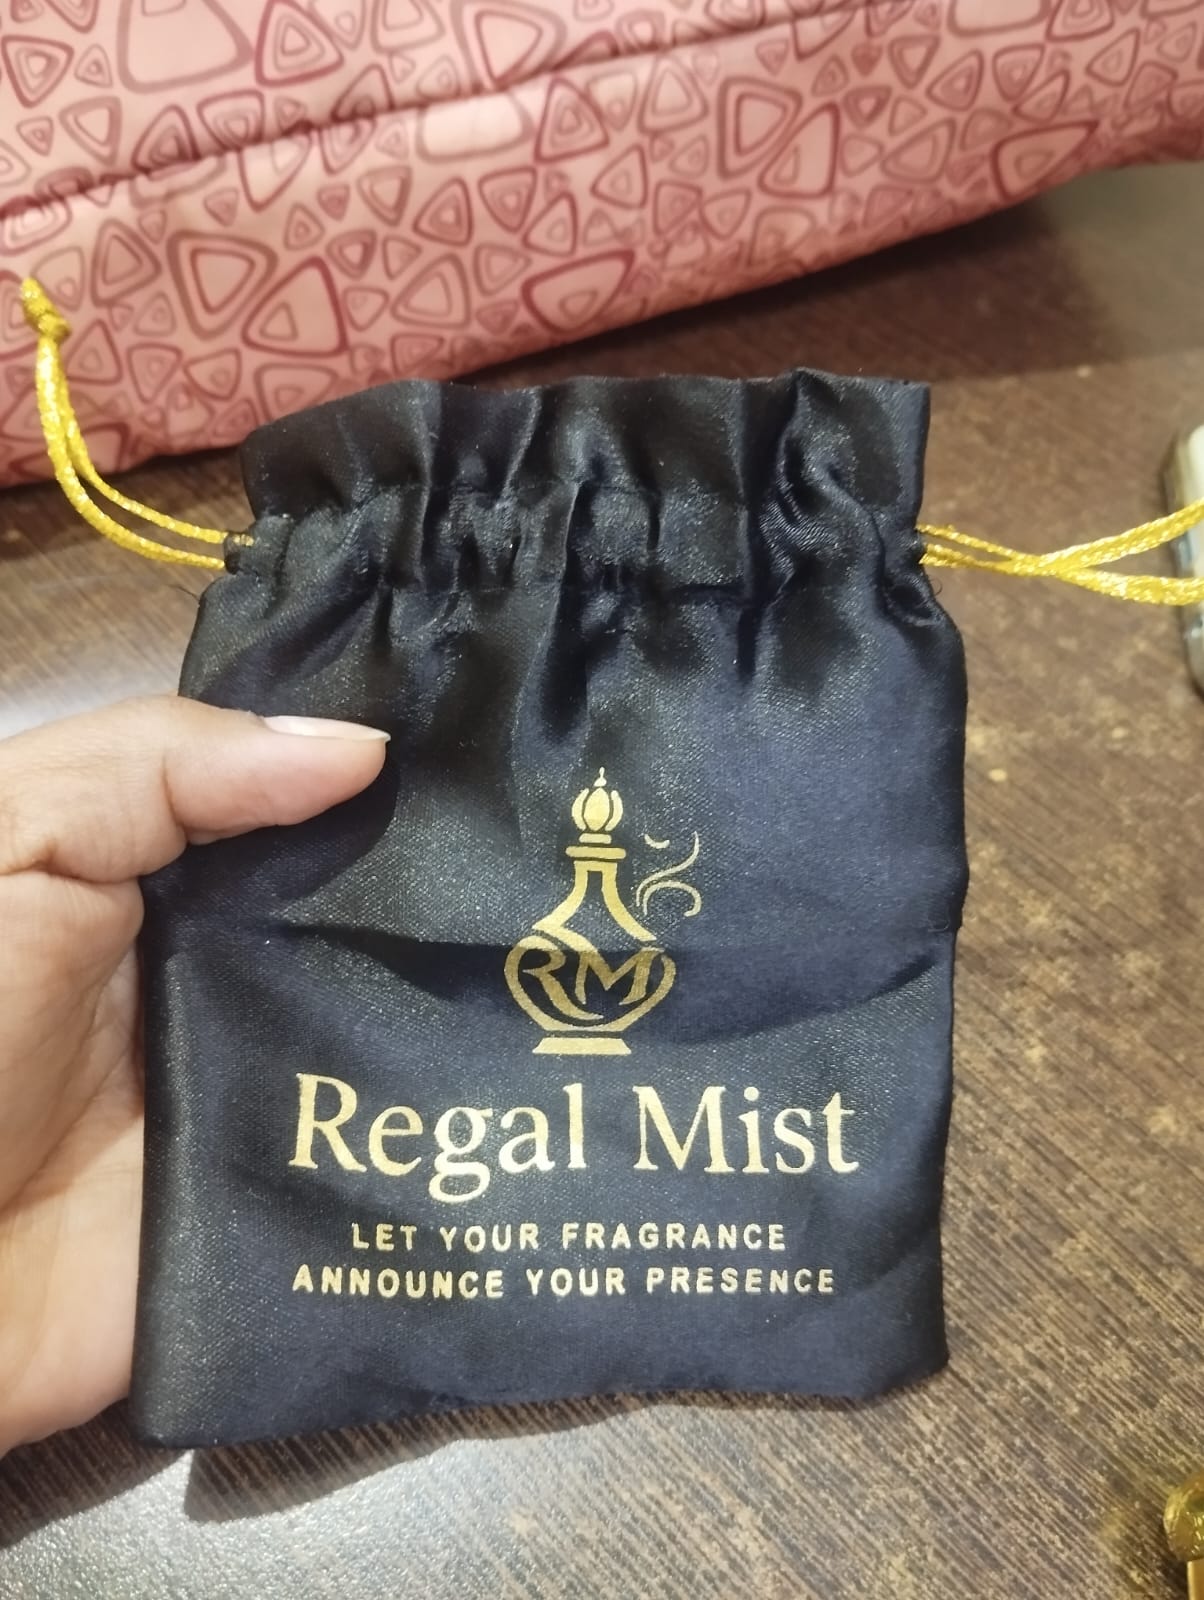 RM
Regal Mist
LET YOUR FRAGRANCE
ANNOUNCE YOUR PRESENCE